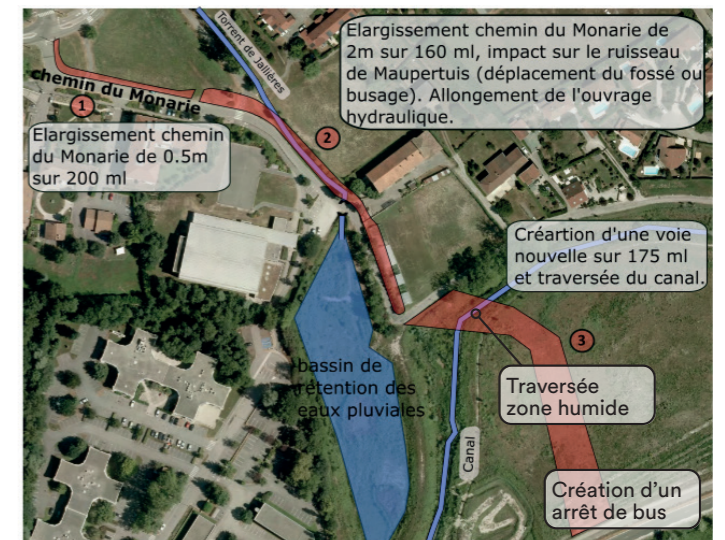 Torrent de Jallières
Elargissement chemin du Monarie de
2m sur 160 ml, impact sur le ruisseau
de Maupertuis (déplacement du fossé ou
busage). Allongement de l'ouvrage
hydraulique.
chemin du Monarie
1
2
Elargissement chemin
du Monarie de 0.5m
sur 200 ml
Créartion d'une voie
nouvelle sur 175 ml
et traversée du canal.
3
bassin de
rétention des
eaux pluviales
Traversée
zone humide
Canal
Création d'un
arrêt de bus